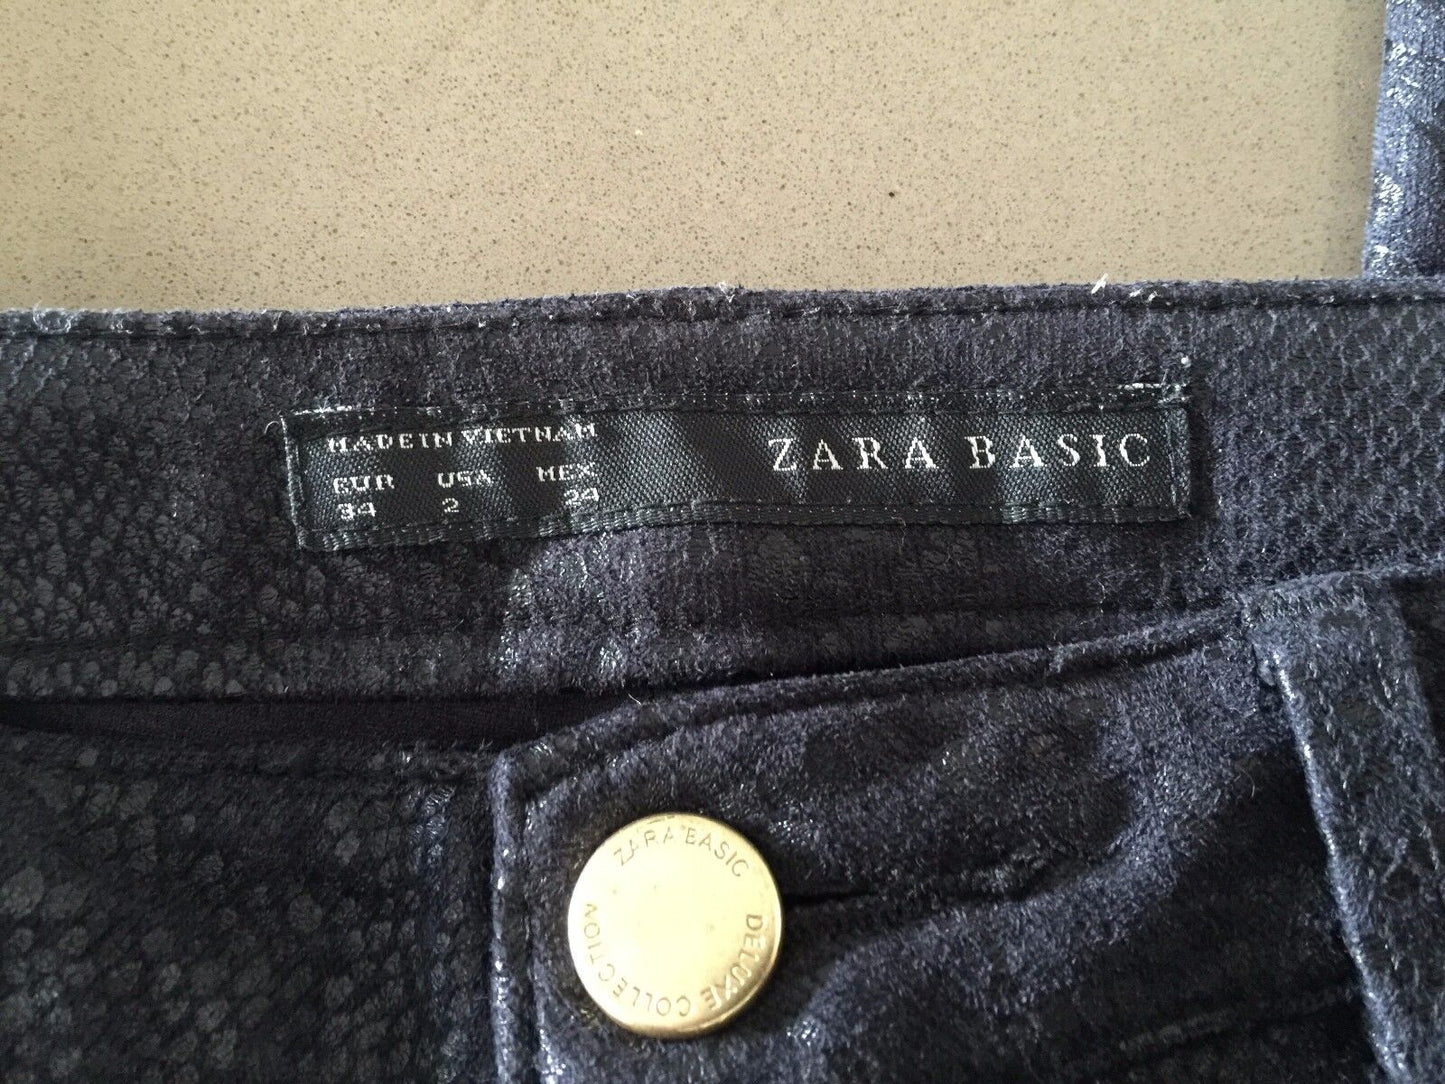 MADE IN VIETNAM
EUR USA MEX
34 2 24
ZARA BASIC
ZARA BASIC
DELUXE COLLECTION